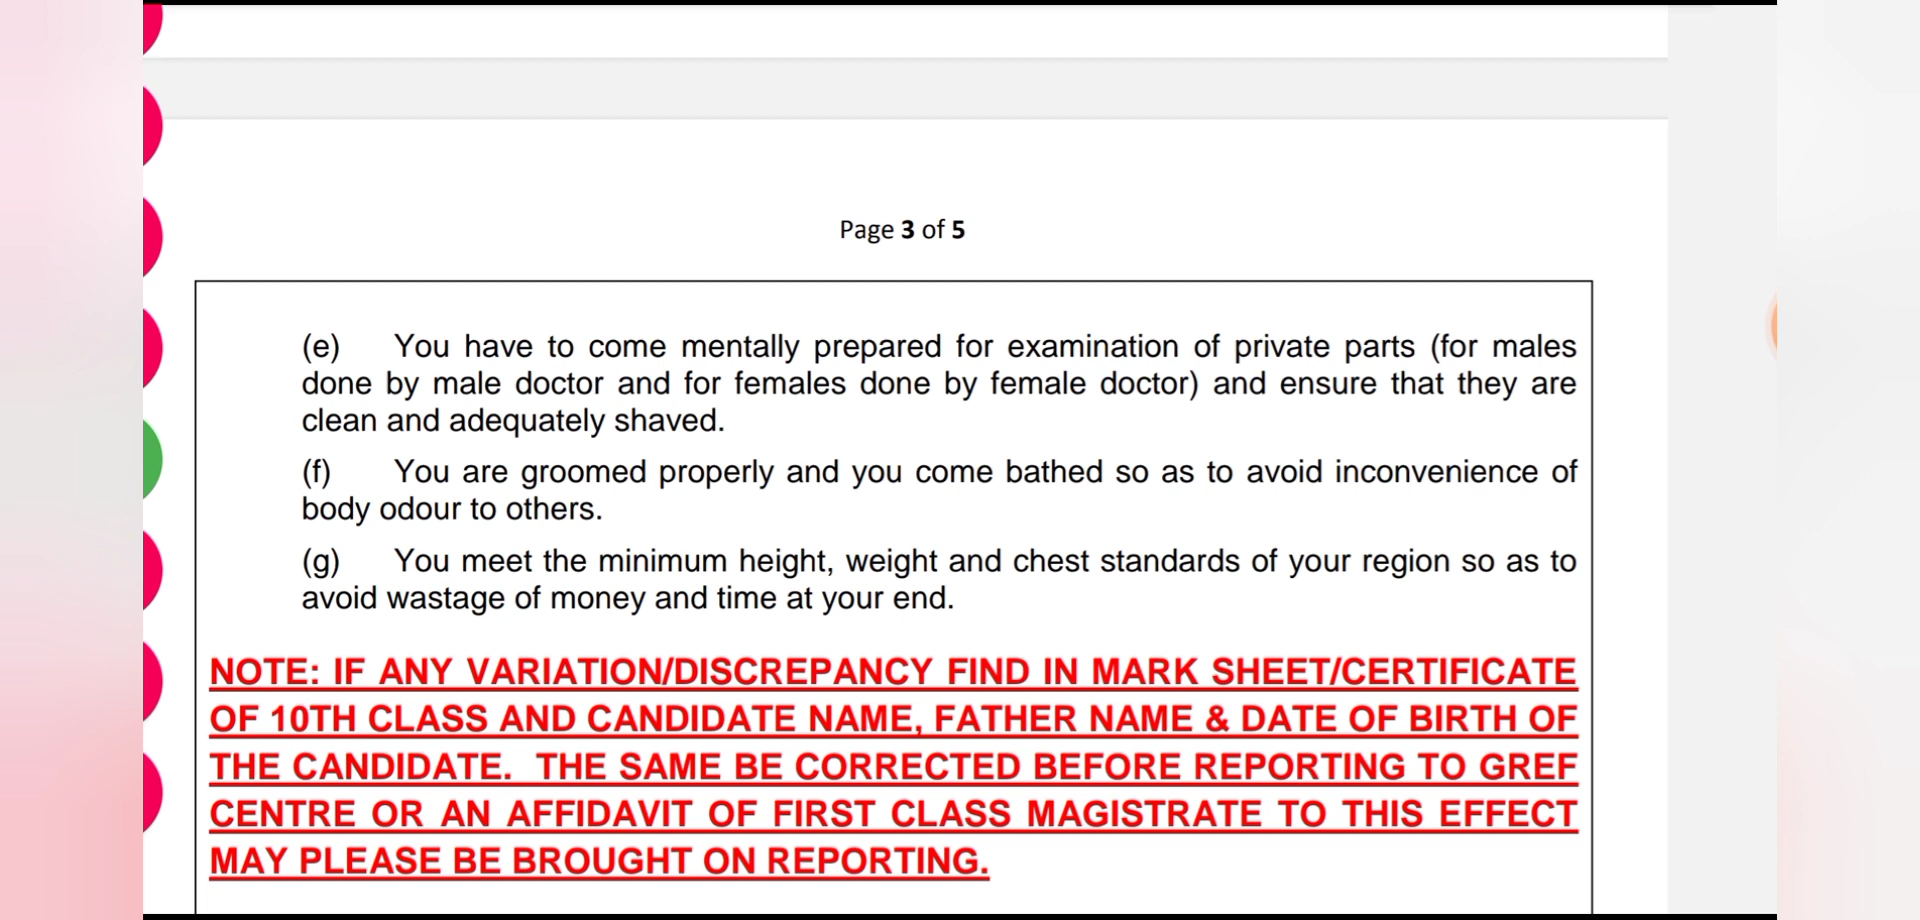 Page 3 of 5
(e) You have to come mentally prepared for examination of private parts (for males
done by male doctor and for females done by female doctor) and ensure that they are
clean and adequately shaved.
(f) You are groomed properly and you come bathed so as to avoid inconvenience of
body odour to others.
(g) You meet the minimum height, weight and chest standards of your region so as to
avoid wastage of money and time at your end.
NOTE: IF ANY VARIATION/DISCREPANCY FIND IN MARK SHEET/CERTIFICATE
OF 10TH CLASS AND CANDIDATE NAME, FATHER NAME & DATE OF BIRTH OF
THE CANDIDATE. THE SAME BE CORRECTED BEFORE REPORTING TO GREF
CENTRE OR AN AFFIDAVIT OF FIRST CLASS MAGISTRATE TO THIS EFFECT
MAY PLEASE BE BROUGHT ON REPORTING.